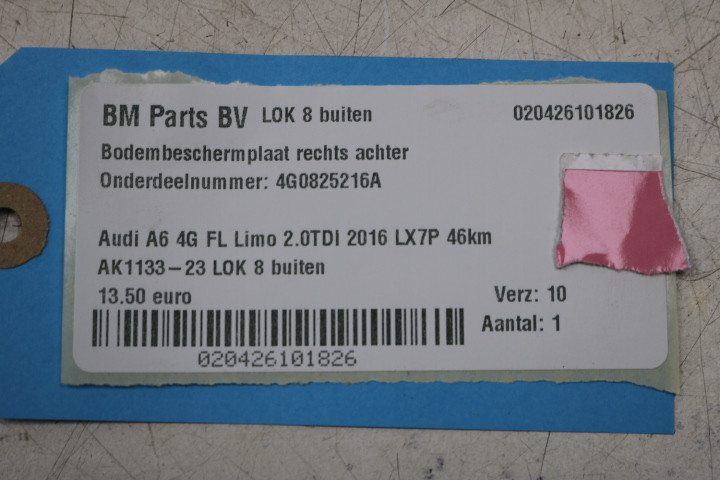 BM Parts BV LOK 8 buiten 020426101826
Bodembeschermplaat rechts achter
Onderdeelnummer: 4G0825216A
Audi A6 4G FL Limo 2.0TDI 2016 LX7P 46km
AK1133-23 LOK 8 buiten
13.50 euro Verz: 10
Aantal: 1
020426101826